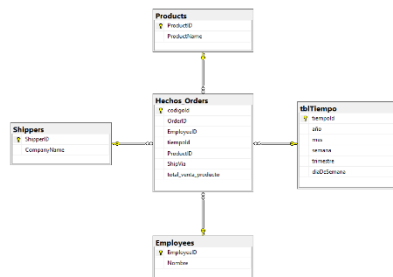 Products
ProductID
ProductName
Hechos_Orders
codigoId
OrderID
EmployeeID
tiempoId
ProductID
ShipVia
total_venta_producto
Shippers
ShipperID
CompanyName
tblTiempo
tiempoId
año
mes
semana
trimestre
diaDeSemana
Employees
EmployeeID
Nombre